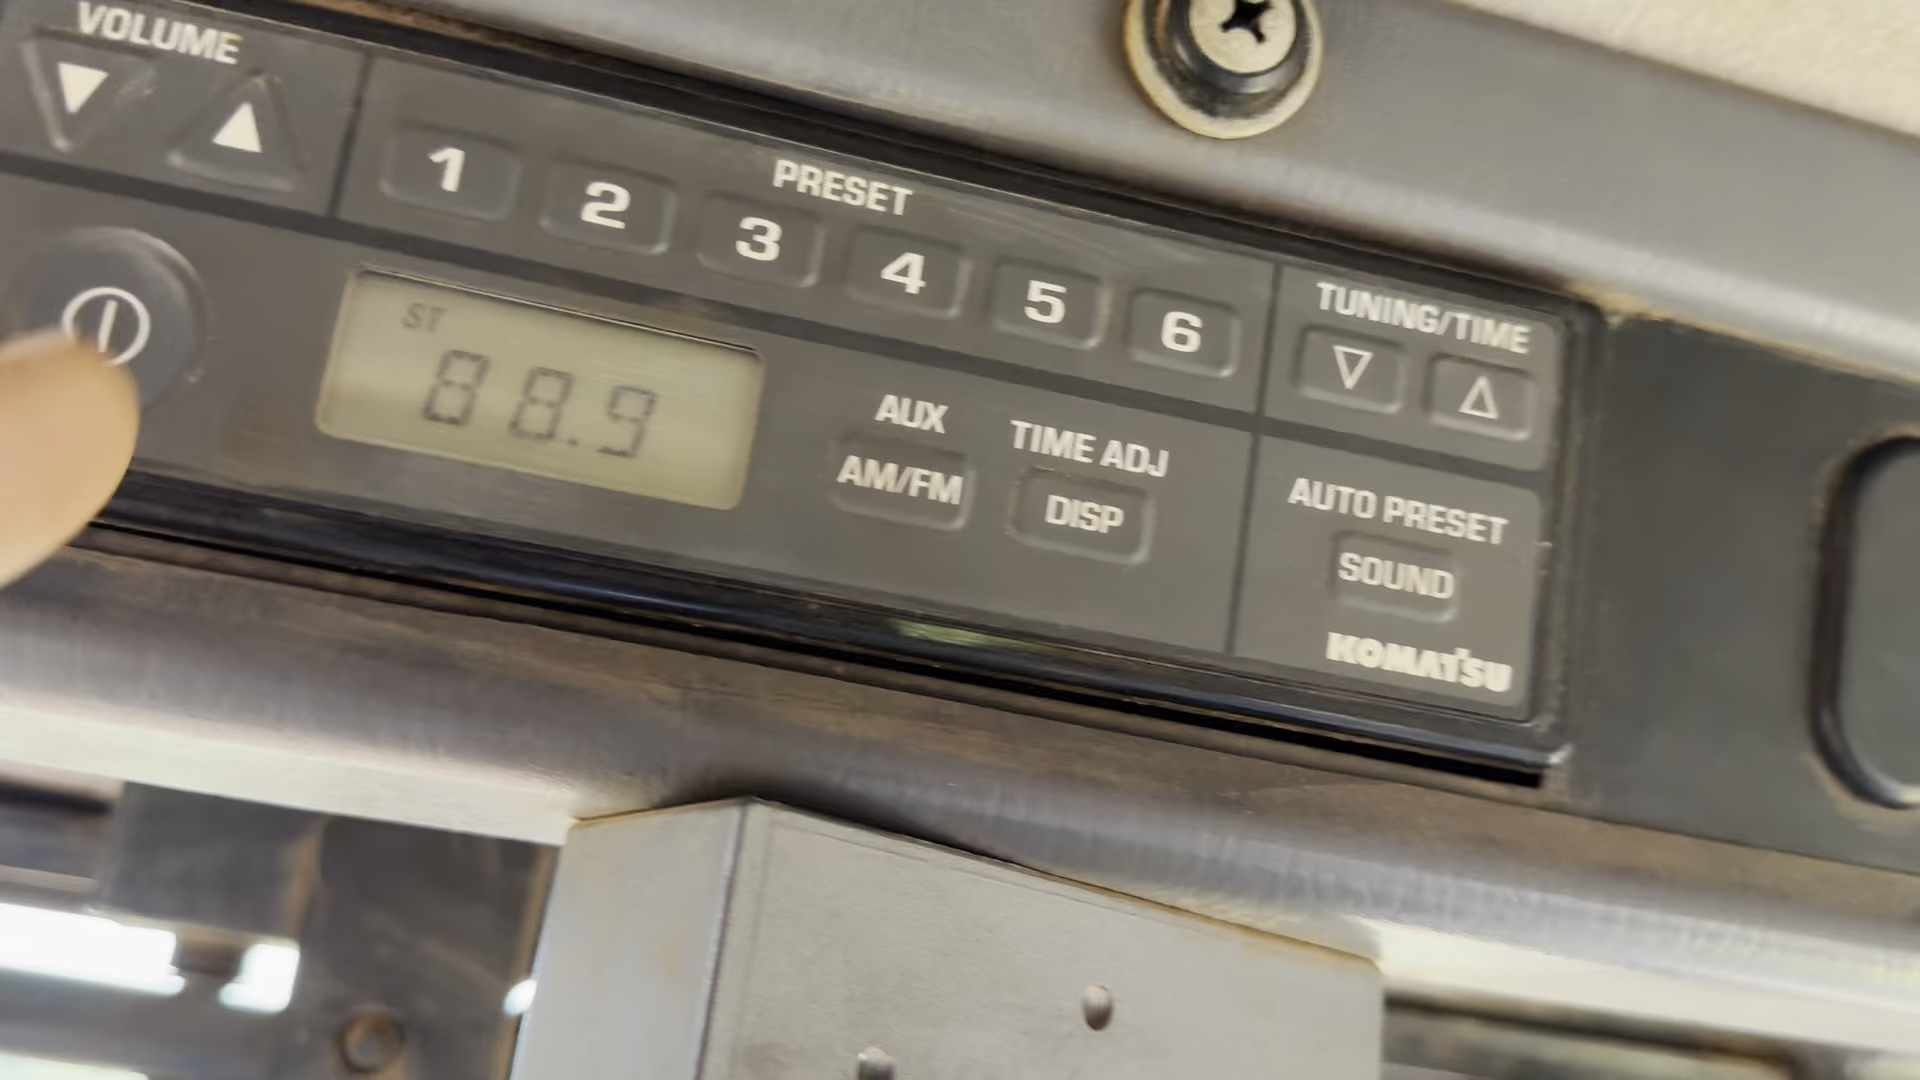 VOLUME
PRESET
1 2 3 4 5 6
TUNING/TIME
ST
88.9
AUX
AM/FM
TIME ADJ
DISP
AUTO PRESET
SOUND
KOMATSU